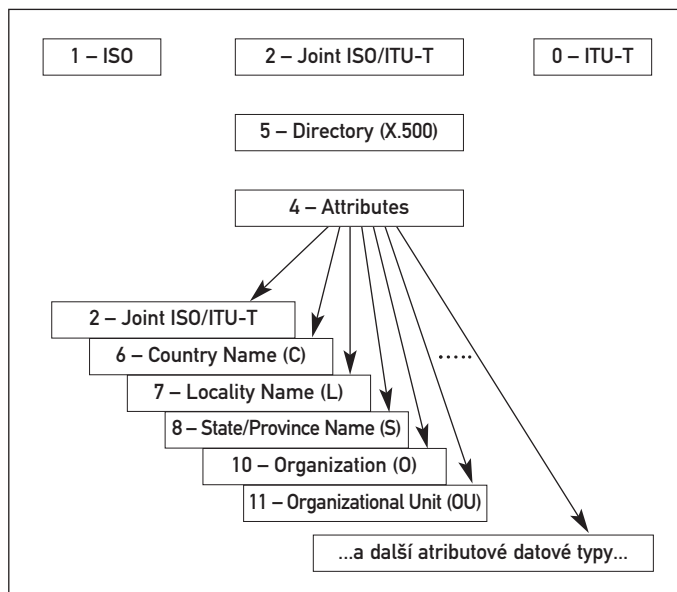 1 – ISO
2 – Joint ISO/ITU-T
0 – ITU-T
5 – Directory (X.500)
4 – Attributes
2 – Joint ISO/ITU-T
6 – Country Name (C)
.....
7 – Locality Name (L)
8 – State/Province Name (S)
10 – Organization (O)
11 – Organizational Unit (OU)
...a další atributové datové typy...